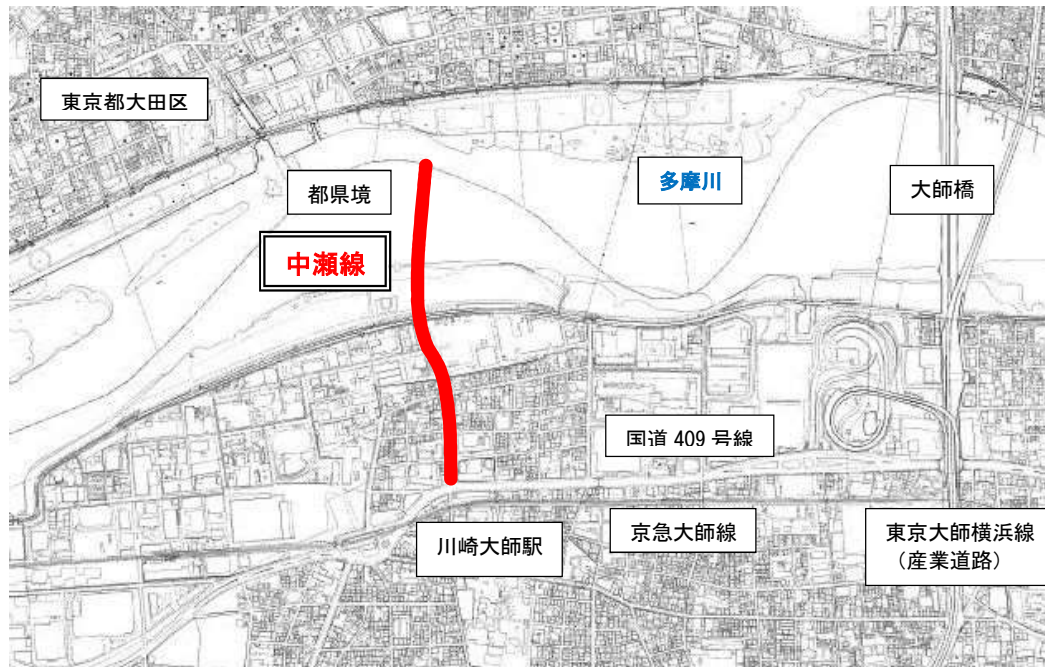 東京都大田区
都県境
多摩川
大師橋
中瀬線
国道 409 号線
川崎大師駅
京急大師線
東京大師横浜線
（産業道路）